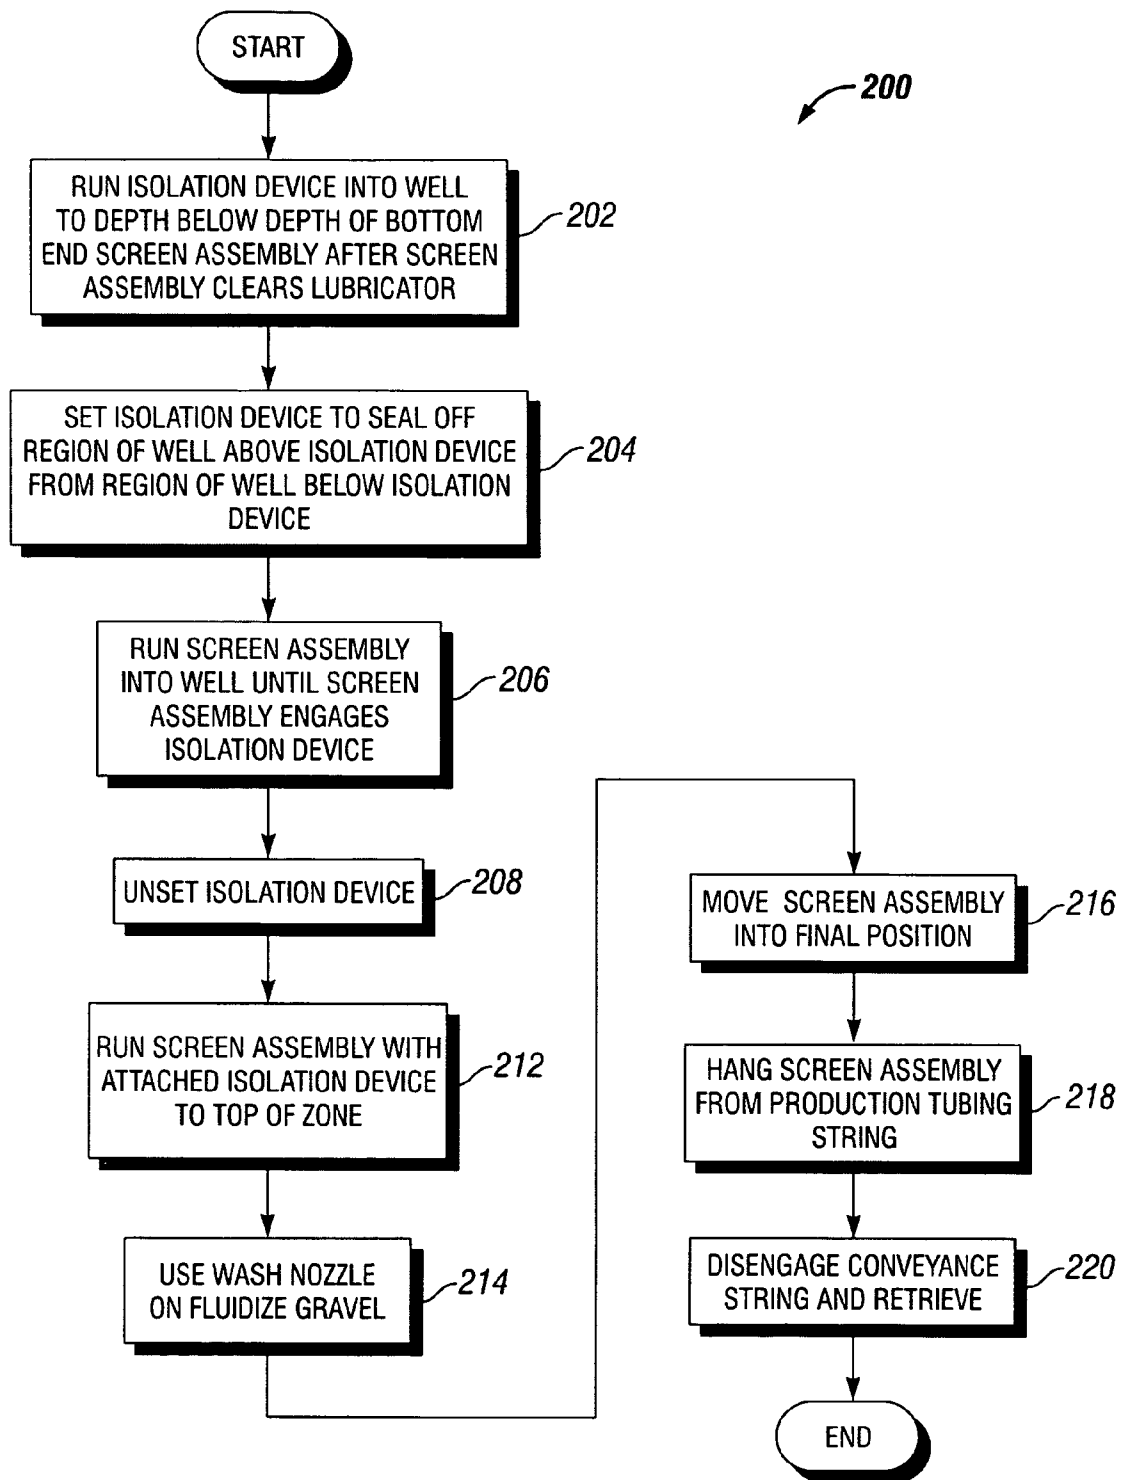 START
200
RUN ISOLATION DEVICE INTO WELL
TO DEPTH BELOW DEPTH OF BOTTOM
END SCREEN ASSEMBLY AFTER SCREEN
ASSEMBLY CLEARS LUBRICATOR
202
SET ISOLATION DEVICE TO SEAL OFF
REGION OF WELL ABOVE ISOLATION DEVICE
FROM REGION OF WELL BELOW ISOLATION
DEVICE
204
RUN SCREEN ASSEMBLY
INTO WELL UNTIL SCREEN
ASSEMBLY ENGAGES
ISOLATION DEVICE
206
UNSET ISOLATION DEVICE
208
RUN SCREEN ASSEMBLY WITH
ATTACHED ISOLATION DEVICE
TO TOP OF ZONE
212
USE WASH NOZZLE
ON FLUIDIZE GRAVEL
214
MOVE SCREEN ASSEMBLY
INTO FINAL POSITION
216
HANG SCREEN ASSEMBLY
FROM PRODUCTION TUBING
STRING
218
DISENGAGE CONVEYANCE
STRING AND RETRIEVE
220
END